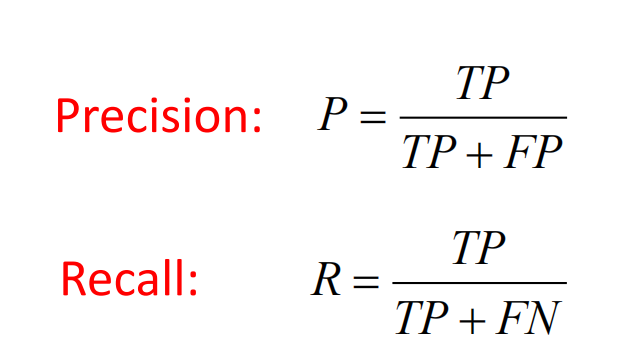 Precision: P = TP / (TP + FP)
Recall: R = TP / (TP + FN)